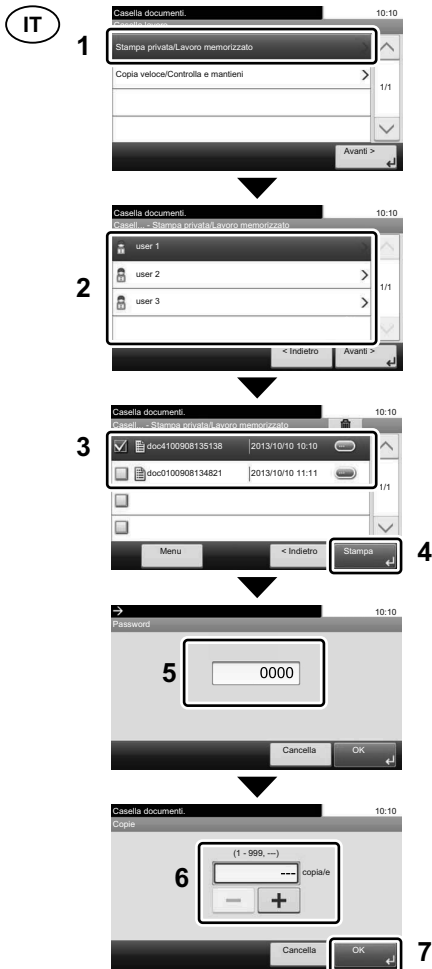 IT
Casella documenti. 10:10
Casella lavoro
1
Stampa privata/Lavoro memorizzato
Copia veloce/Controlla e mantieni
1/1
Avanti >
Casella documenti. 10:10
Casell... - Stampa privata/Lavoro memorizzato
2
user 1
user 2
user 3
1/1
< Indietro Avanti >
Casella documenti. 10:10
Casell... - Stampa privata/Lavoro memorizzato
3
doc4100908135138 2013/10/10 10:10
doc0100908134821 2013/10/10 11:11
1/1
Menu < Indietro Stampa 4
10:10
Password
5 0000
Cancella OK
Casella documenti. 10:10
Copie
(1 - 999, ---)
6 --- copia/e
Cancella OK 7